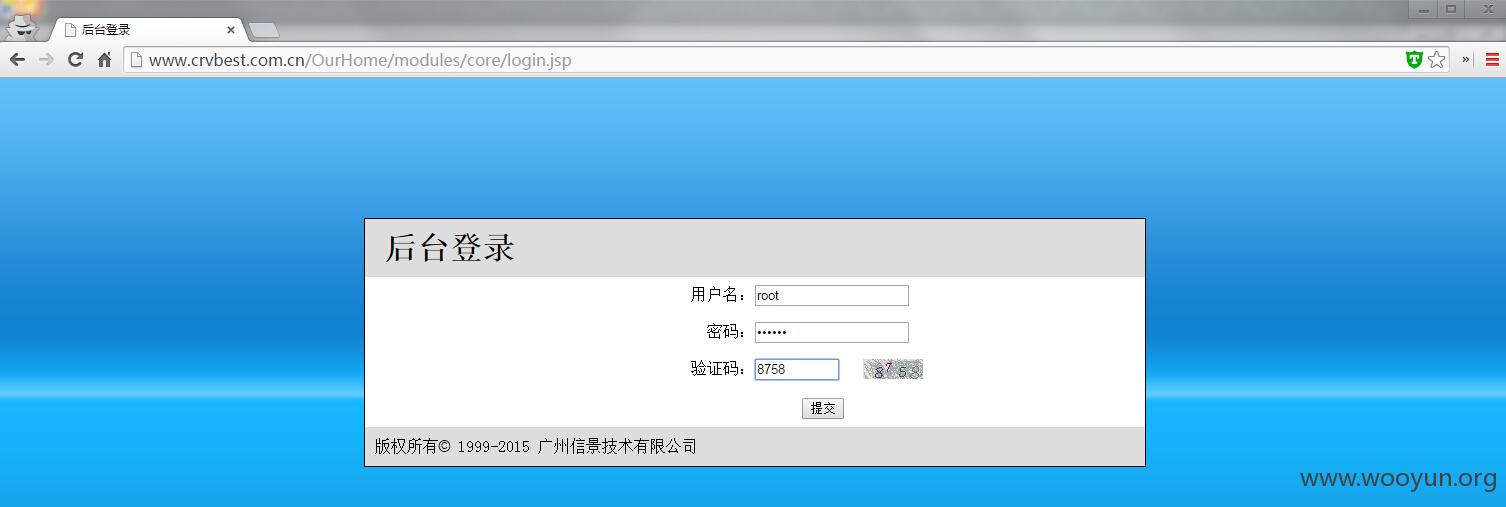 后台登录
www.crvbest.com.cn/OurHome/modules/core/login.jsp
后台登录
用户名：root
密码：••••••
验证码：8758 8758
提交
版权所有© 1999-2015 广州信景技术有限公司
www.wooyun.org